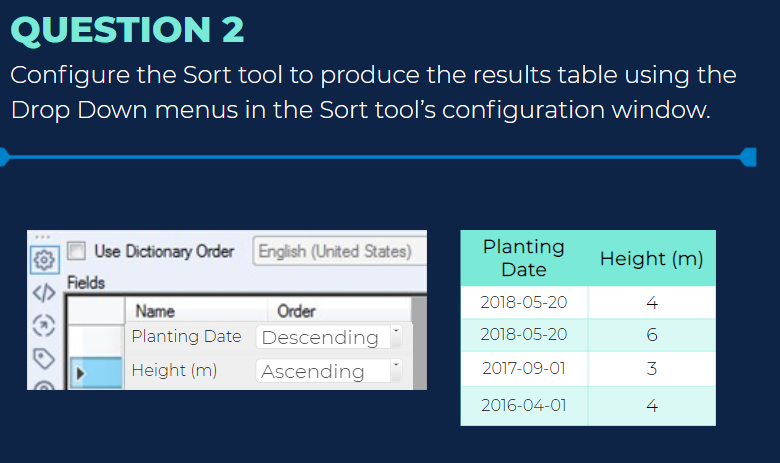 QUESTION 2
Configure the Sort tool to produce the results table using the
Drop Down menus in the Sort tool's configuration window.
Use Dictionary Order English (United States)
Fields
Name Order
Planting Date Descending
Height (m) Ascending
Planting
Date Height (m)
2018-05-20 4
2018-05-20 6
2017-09-01 3
2016-04-01 4